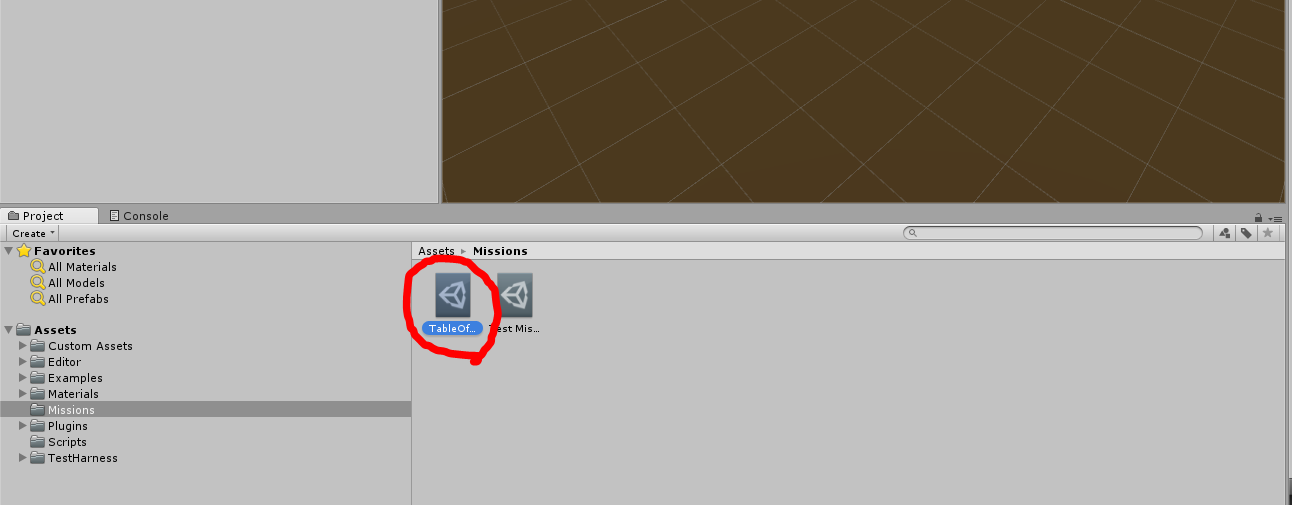 Project
Console
Create
Favorites
All Materials
All Models
All Prefabs
Assets
Custom Assets
Editor
Examples
Materials
Missions
Plugins
Scripts
TestHarness
Assets ▸ Missions
TableOf...
Test Mis...